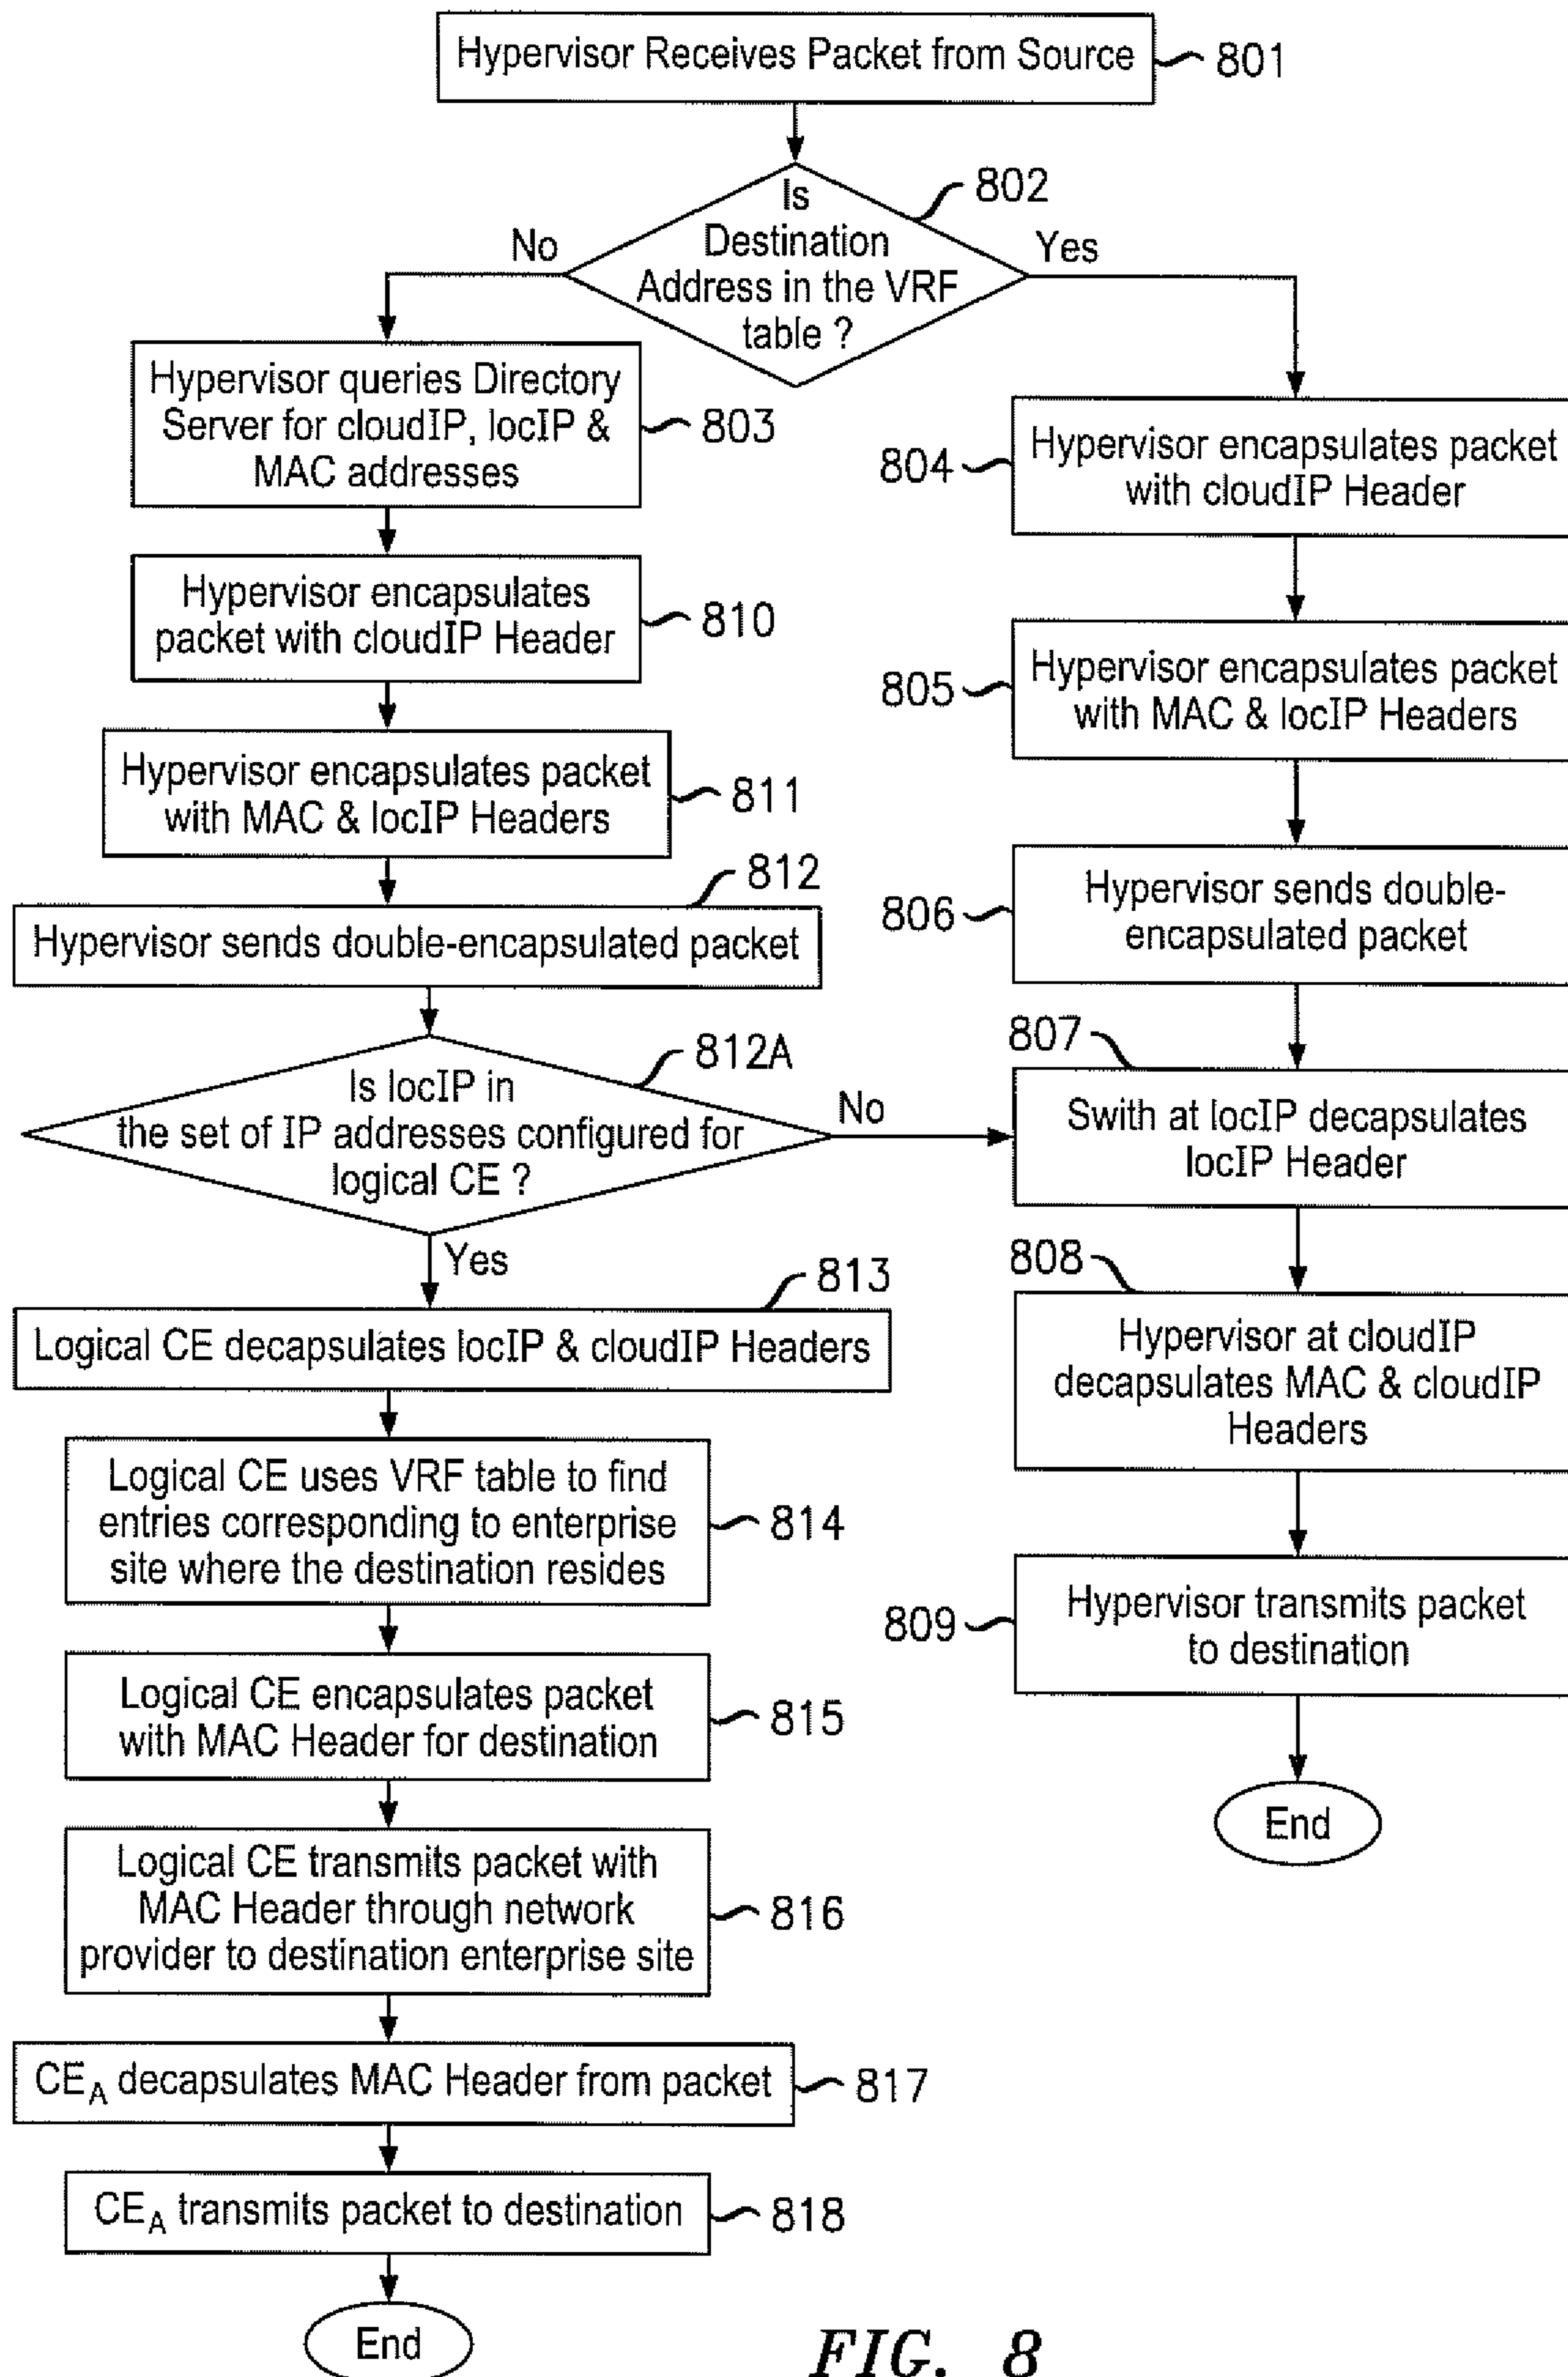 Hypervisor Receives Packet from Source
801
Is
Destination
Address in the VRF
table ?
802
No
Yes
Hypervisor queries Directory
Server for cloudIP, locIP &
MAC addresses
803
Hypervisor encapsulates
packet with cloudIP Header
810
Hypervisor encapsulates packet
with MAC & locIP Headers
811
Hypervisor sends double-encapsulated packet
812
Is locIP in
the set of IP addresses configured for
logical CE ?
812A
No
Yes
Logical CE decapsulates locIP & cloudIP Headers
813
Logical CE uses VRF table to find
entries corresponding to enterprise
site where the destination resides
814
Logical CE encapsulates packet
with MAC Header for destination
815
Logical CE transmits packet with
MAC Header through network
provider to destination enterprise site
816
CEA decapsulates MAC Header from packet
817
CEA transmits packet to destination
818
End
804
Hypervisor encapsulates packet
with cloudIP Header
805
Hypervisor encapsulates packet
with MAC & locIP Headers
806
Hypervisor sends double-
encapsulated packet
807
Swith at locIP decapsulates
locIP Header
808
Hypervisor at cloudIP
decapsulates MAC & cloudIP
Headers
809
Hypervisor transmits packet
to destination
End
FIG. 8